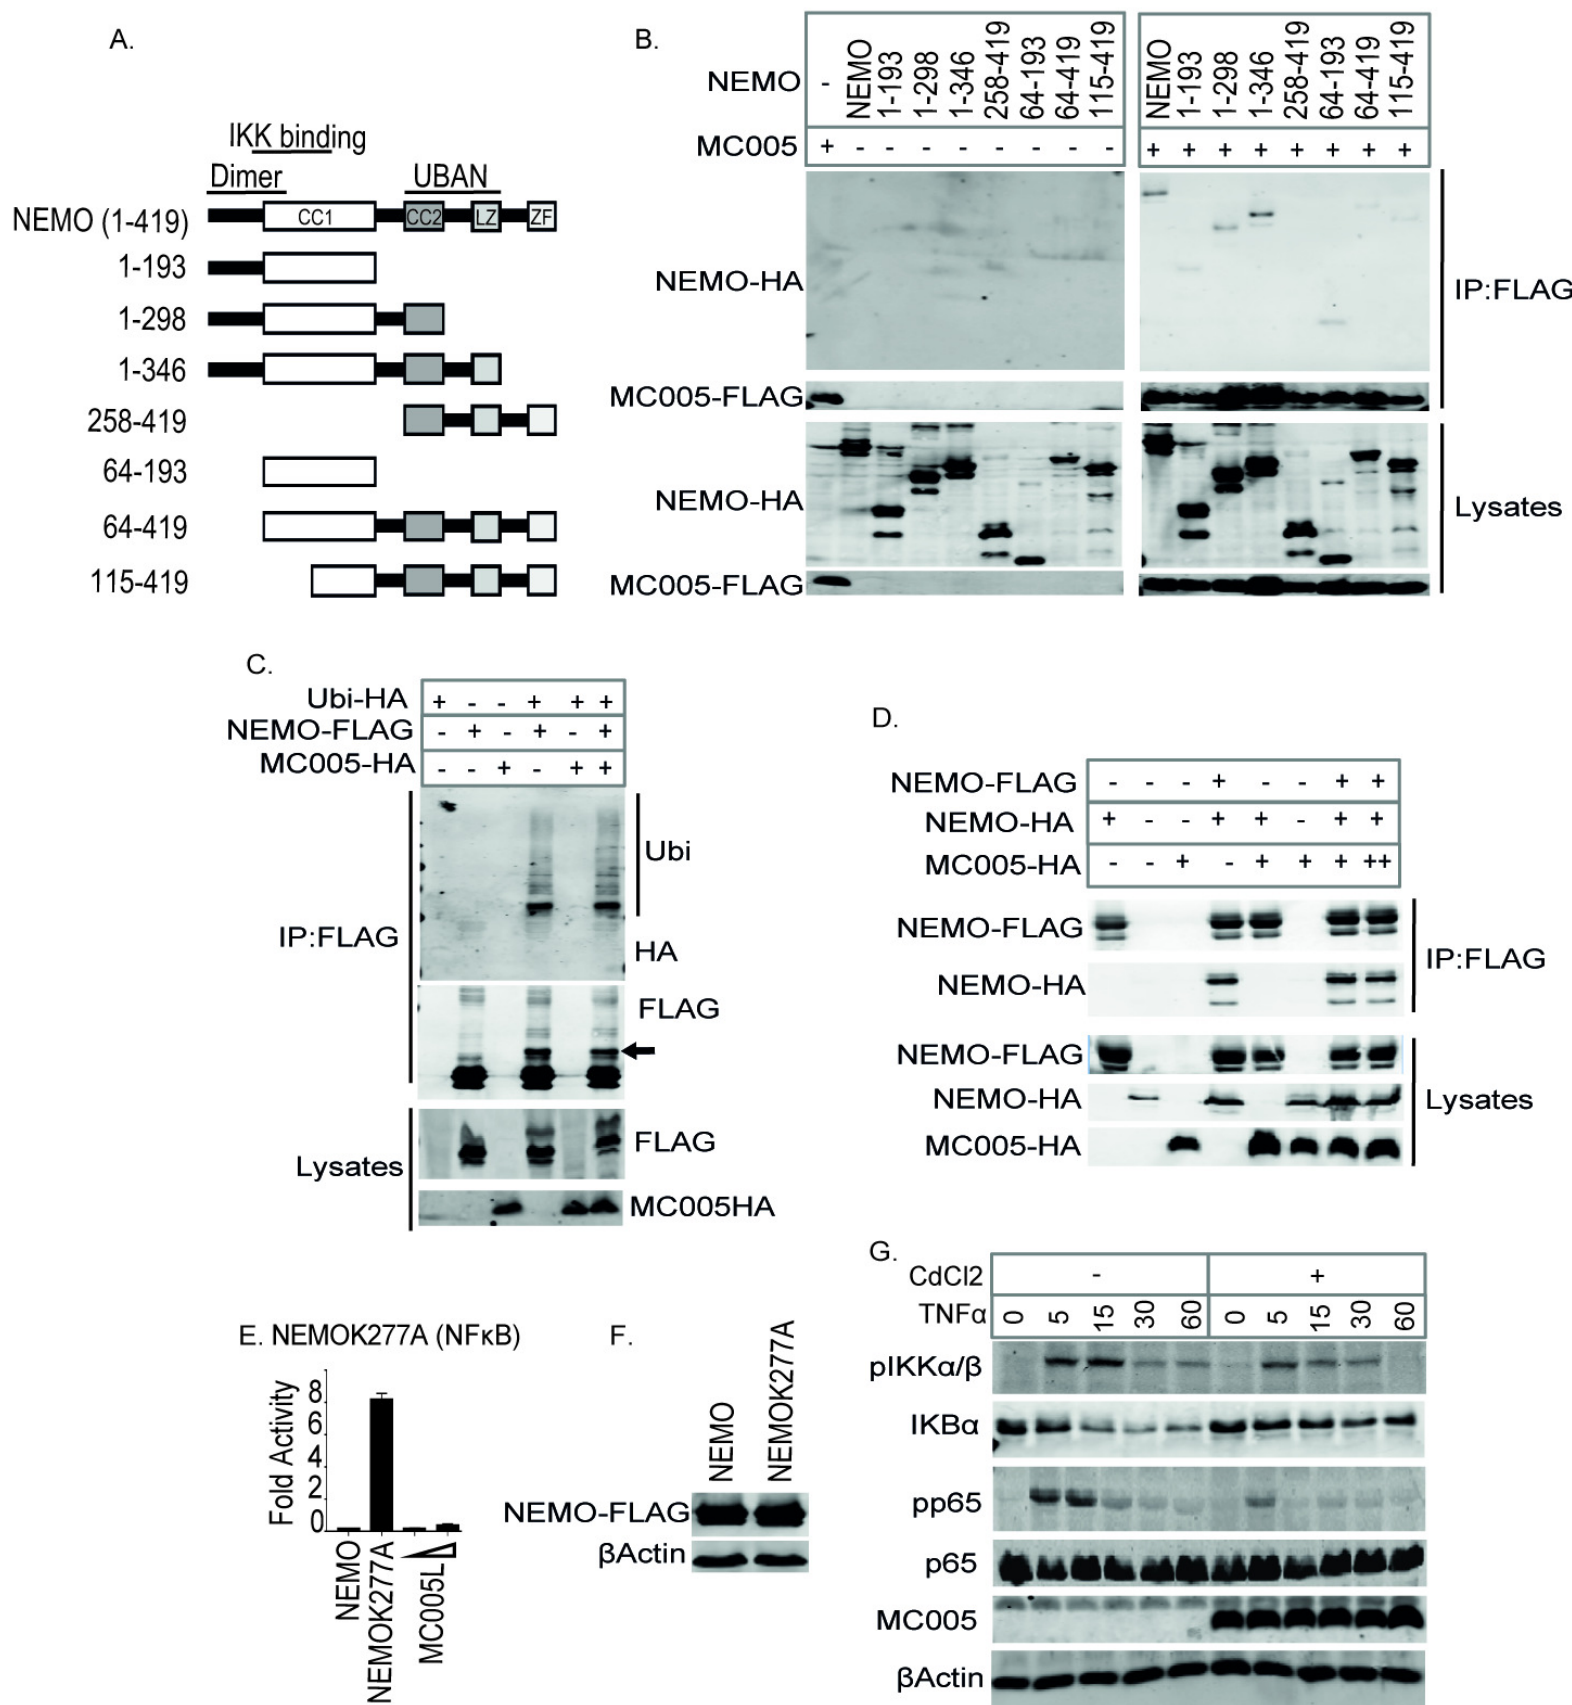 A.
IKK binding
Dimer UBAN
NEMO (1-419) CC1 CC2 LZ ZF
1-193
1-298
1-346
258-419
64-193
64-419
115-419
B.
NEMO - NEMO 1-193 1-298 1-346 258-419 64-193 64-419 115-419 NEMO 1-193 1-298 1-346 258-419 64-193 64-419 115-419
MC005 + - - - - - - - - + + + + + + + +
NEMO-HA
IP:FLAG
MC005-FLAG
NEMO-HA
Lysates
MC005-FLAG
C.
Ubi-HA + - - + + +
NEMO-FLAG - + - + - +
MC005-HA - - + - + +
Ubi
IP:FLAG
HA
FLAG
FLAG
Lysates
MC005HA
D.
NEMO-FLAG - - - + - - + +
NEMO-HA + - - + + - + +
MC005-HA - - + - + + + ++
NEMO-FLAG
IP:FLAG
NEMO-HA
NEMO-FLAG
NEMO-HA
Lysates
MC005-HA
E. NEMOK277A (NFκB)
Fold Activity
8
6
4
2
0
NEMO
NEMOK277A
MC005L
F.
NEMO
NEMOK277A
NEMO-FLAG
βActin
G.
CdCl2 - +
TNFα 0 5 15 30 60 0 5 15 30 60
pIKKα/β
IKBα
pp65
p65
MC005
βActin